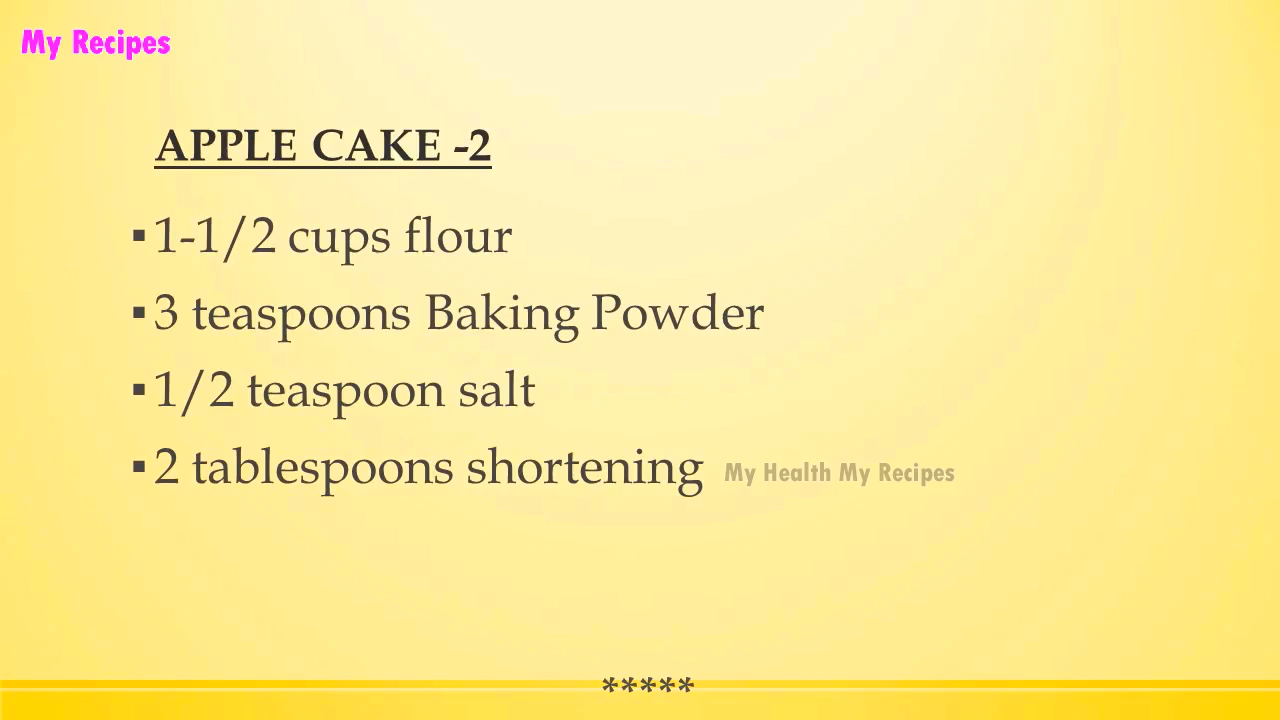 My Recipes
APPLE CAKE -2
▪1-1/2 cups flour
▪3 teaspoons Baking Powder
▪1/2 teaspoon salt
▪2 tablespoons shortening My Health My Recipes
*****